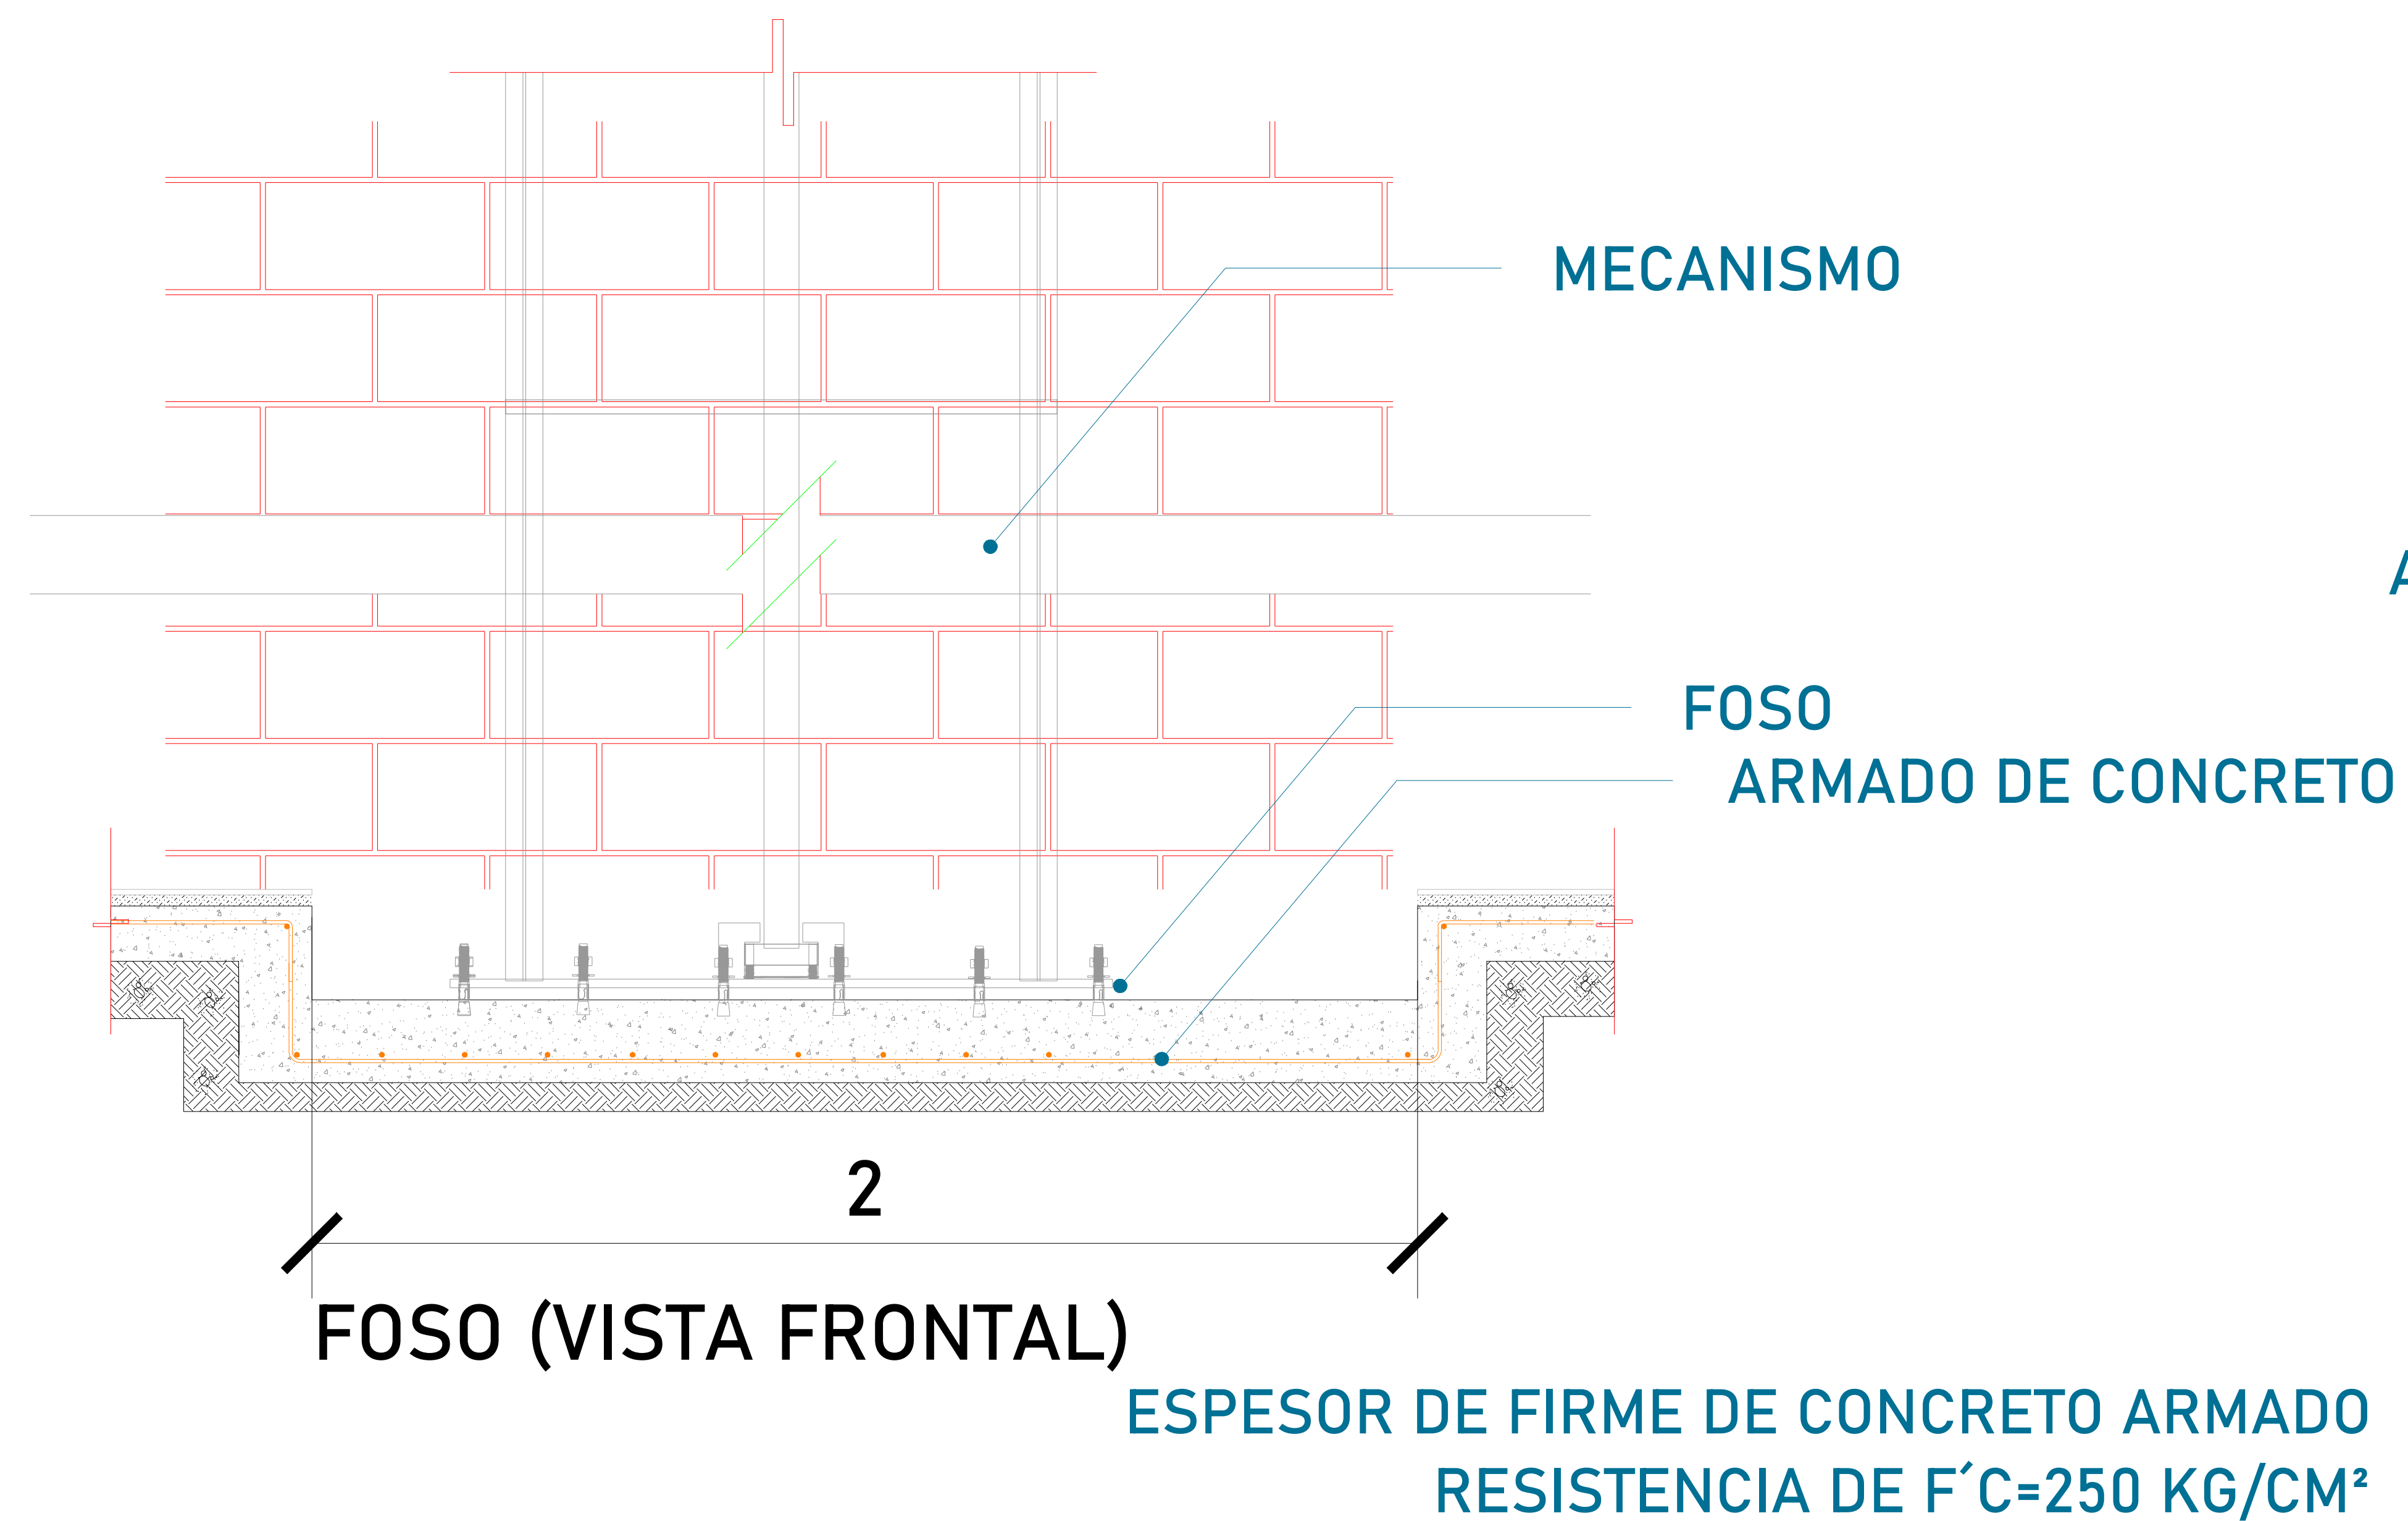 MECANISMO
A
FOSO
ARMADO DE CONCRETO
2
FOSO (VISTA FRONTAL)
ESPESOR DE FIRME DE CONCRETO ARMADO
RESISTENCIA DE F´C=250 KG/CM²